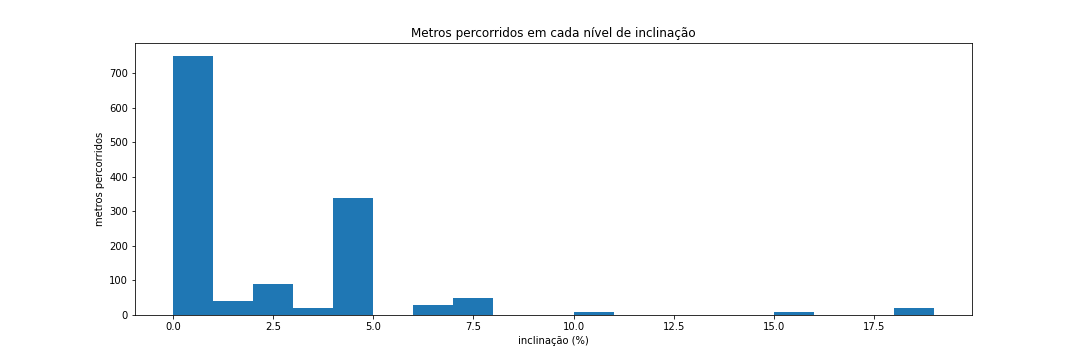 Metros percorridos em cada nível de inclinação
metros percorridos
700
600
500
400
300
200
100
0
0.0 2.5 5.0 7.5 10.0 12.5 15.0 17.5
inclinação (%)